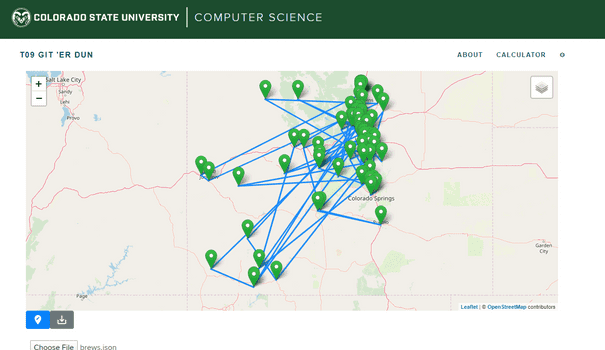 COLORADO STATE UNIVERSITY COMPUTER SCIENCE
T09 GIT 'ER DUN ABOUT CALCULATOR
Salt Lake City
+
Sandy
−
Lehi
Provo
Colorado Springs
Garden
City
Page
Leaflet | © OpenStreetMap contributors
Choose File brews.json